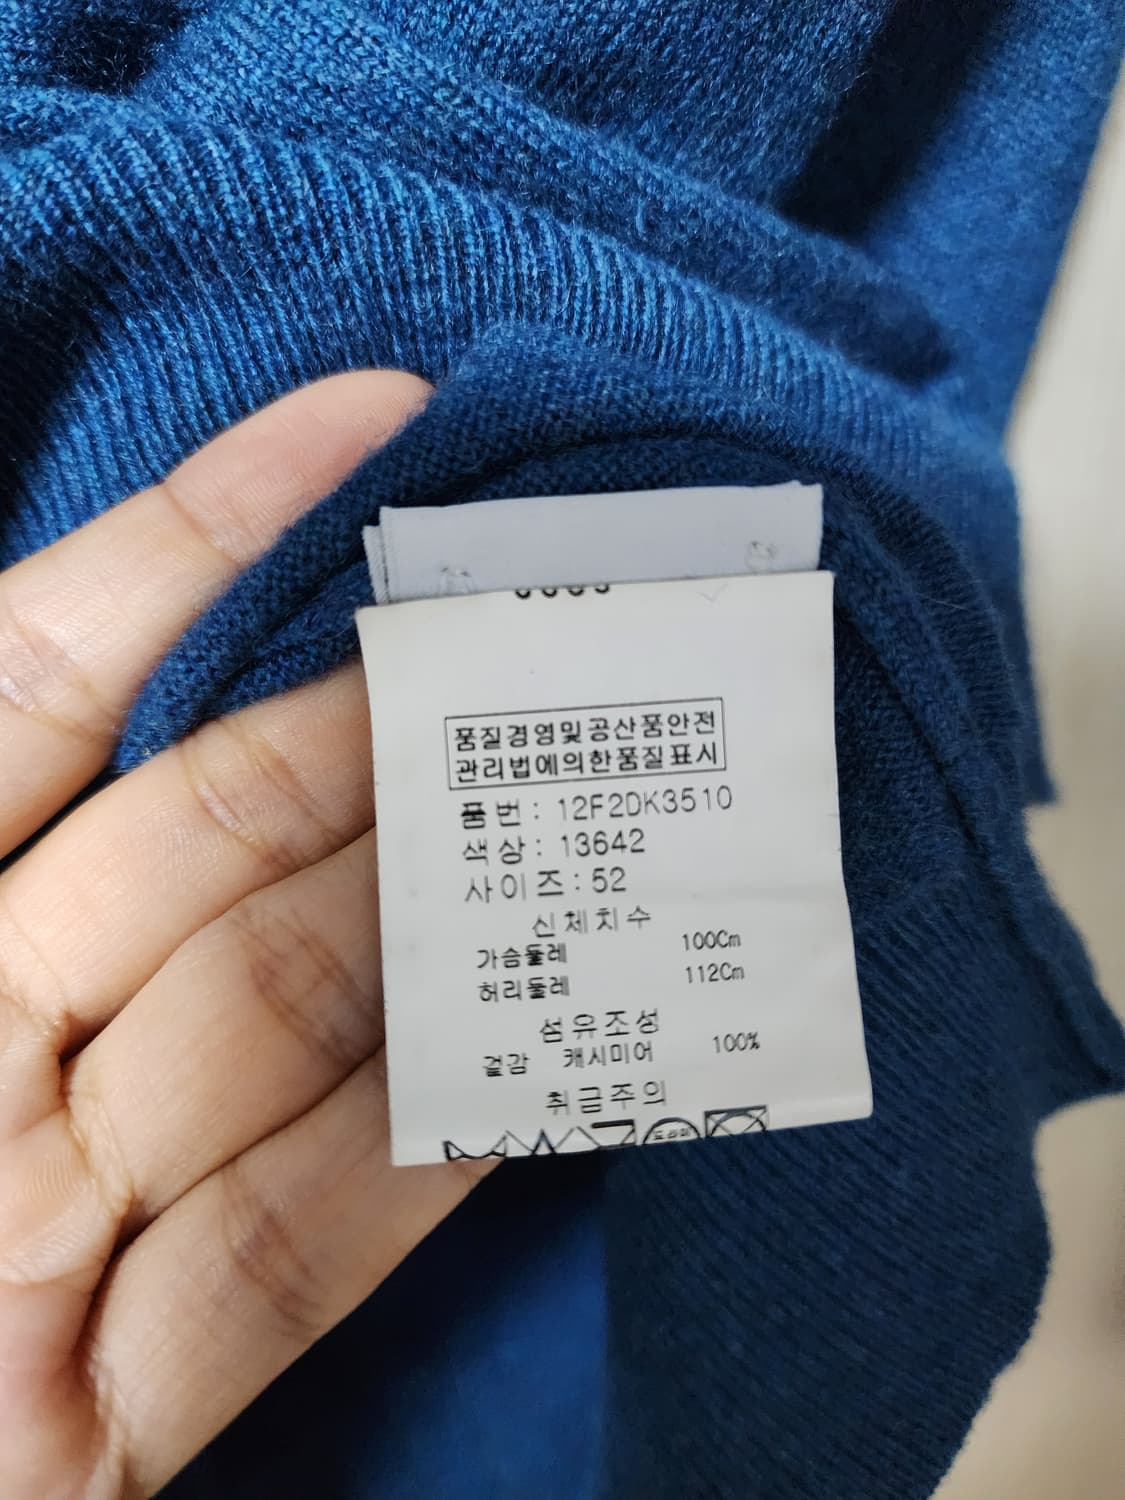 품질경영및공산품안전
관리법에의한품질표시
품번: 12F2DK3510
색상: 13642
사이즈: 52
신체치수
가슴둘레 100Cm
허리둘레 112Cm
섬유조성
겉감 캐시미어 100%
취급주의